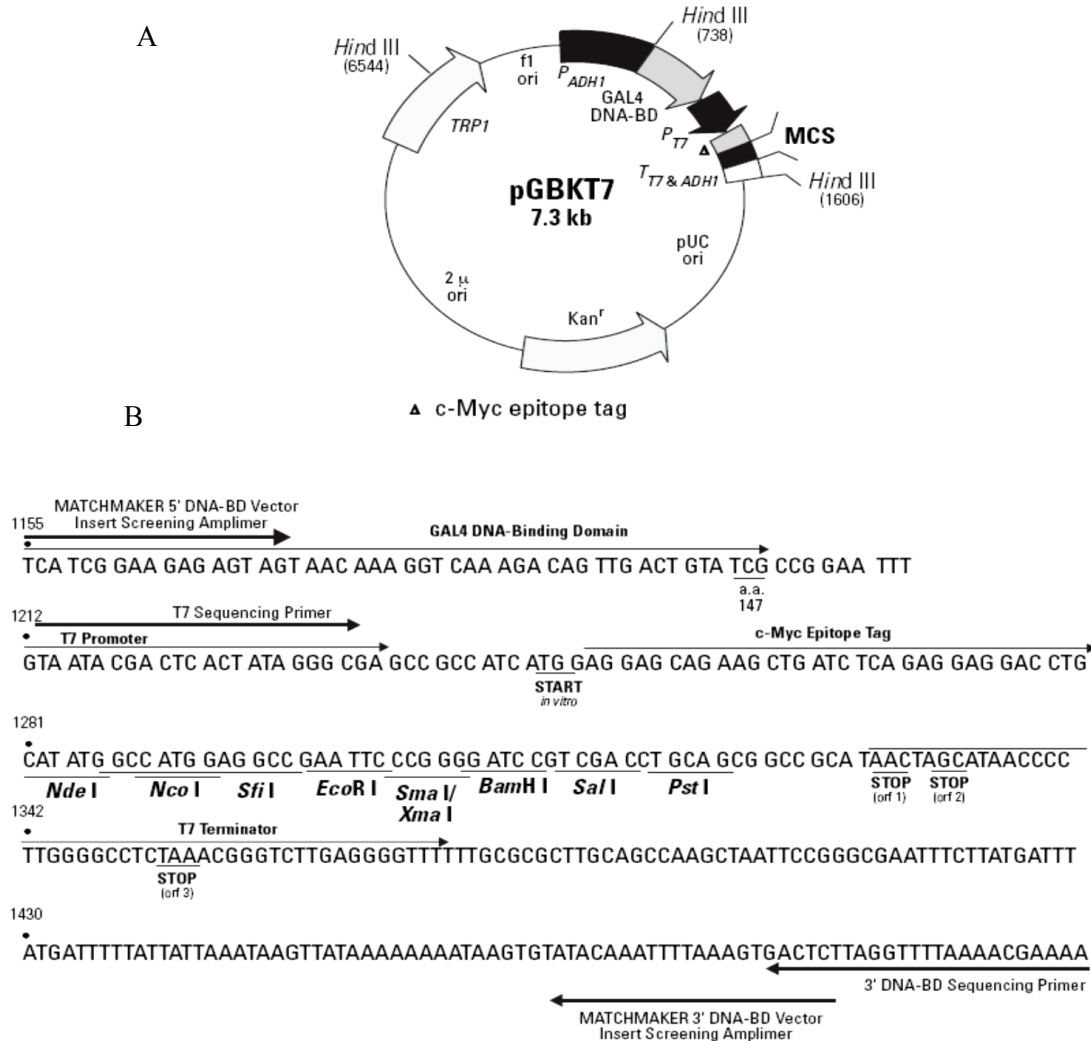 A
Hind III
(738)
Hind III
(6544)
f1
ori
P ADH1
GAL4
DNA-BD
TRP1
P T7
MCS
T T7 & ADH1
Hind III
(1606)
pGBKT7
7.3 kb
pUC
ori
2 μ
ori
Kan r
c-Myc epitope tag
B
MATCHMAKER 5' DNA-BD Vector
1155 Insert Screening Amplimer
GAL4 DNA-Binding Domain
TCA TCG GAA GAG AGT AGT AAC AAA GGT CAA AGA CAG TTG ACT GTA TCG CCG GAA TTT
a.a.
147
1212 T7 Sequencing Primer
T7 Promoter c-Myc Epitope Tag
GTA ATA CGA CTC ACT ATA GGG CGA GCC GCC ATC ATG GAG GAG CAG AAG CTG ATC TCA GAG GAG GAC CTG
START
in vitro
1281
CAT ATG GCC ATG GAG GCC GAA TTC CCG GGG ATC CGT CGA CCT GCA GCG GCC GCA TAACTAGCATAACCCC
Nde I Nco I Sfi I EcoR I Sma I/ BamH I Sal I Pst I STOP STOP
Xma I (orf 1) (orf 2)
1342 T7 Terminator
TTGGGGCCTCTAAACGGGTCTTGAGGGGTTTTTTGCGCGCTTGCAGCCAAGCTAATTCCGGGCGAATTTCTTATGATTT
STOP
(orf 3)
1430
ATGATTTTTATTATTAAATAAGTTATAAAAAAAATAAGTGTATACAAATTTTAAAGTGACTCTTAGGTTTTAAAACGAAAA
3' DNA-BD Sequencing Primer
MATCHMAKER 3' DNA-BD Vector
Insert Screening Amplimer